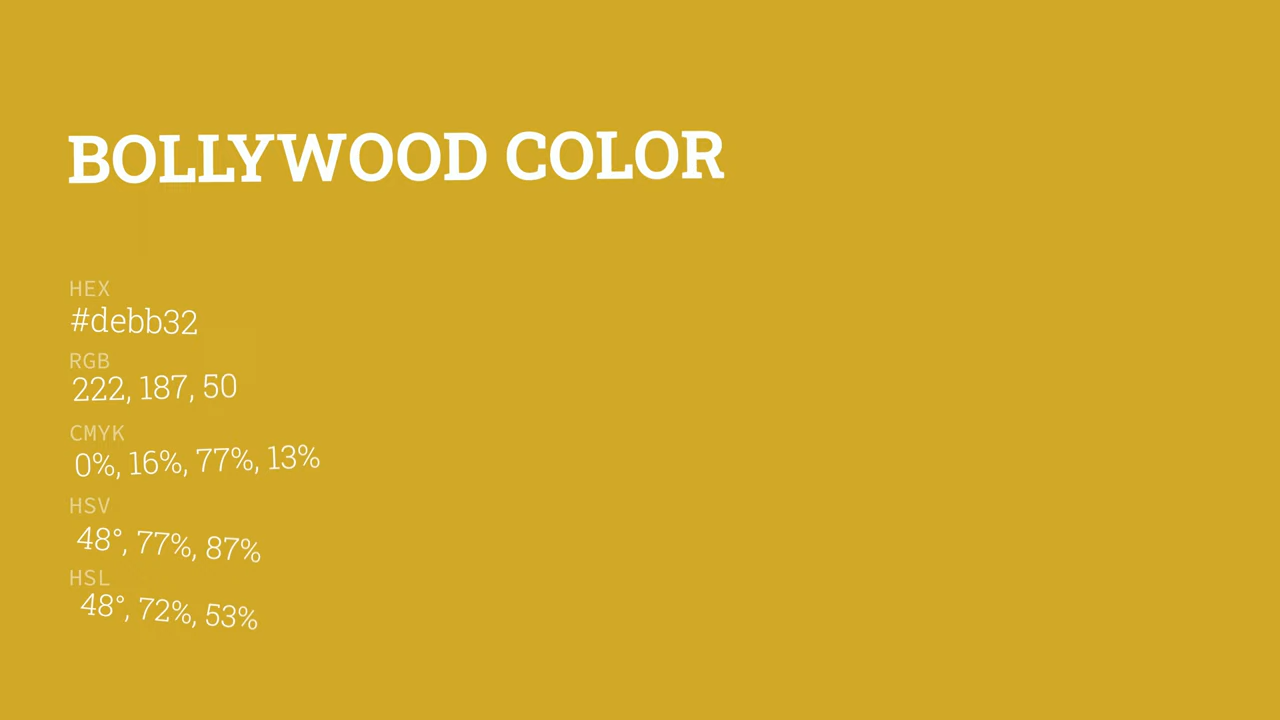 BOLLYWOOD COLOR
HEX
#debb32
RGB
222, 187, 50
CMYK
0%, 16%, 77%, 13%
HSV
48°, 77%, 87%
HSL
48°, 72%, 53%